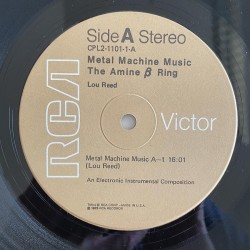 Side A Stereo
CPL2-1101-1-A
Metal Machine Music
The Amine β Ring
Lou Reed
RCA
Victor
Metal Machine Music A–1 16:01
(Lou Reed)
An Electronic Instrumental Composition